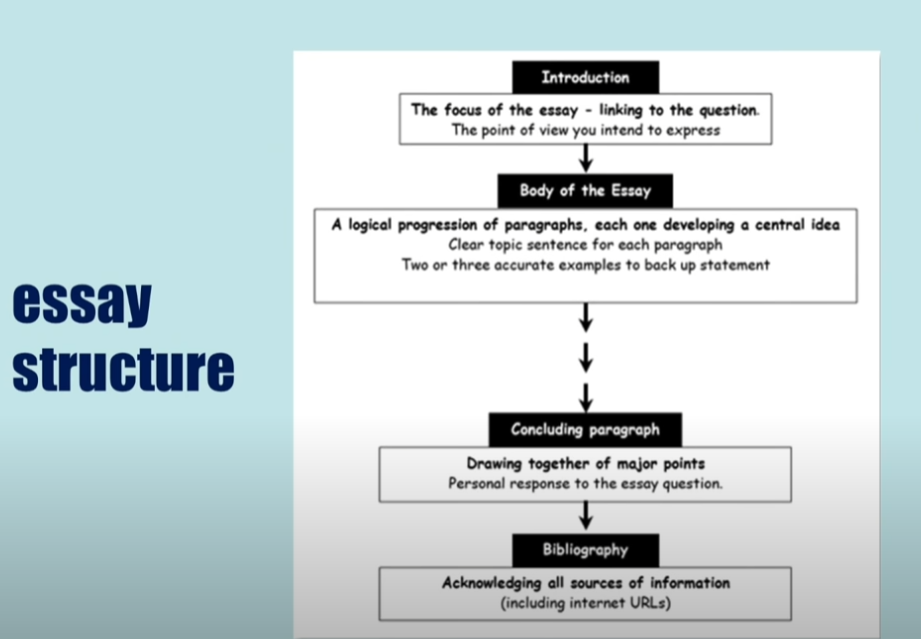 essay
structure
Introduction
The focus of the essay - linking to the question.
The point of view you intend to express
Body of the Essay
A logical progression of paragraphs, each one developing a central idea
Clear topic sentence for each paragraph
Two or three accurate examples to back up statement
Concluding paragraph
Drawing together of major points
Personal response to the essay question.
Bibliography
Acknowledging all sources of information
(including internet URLs)